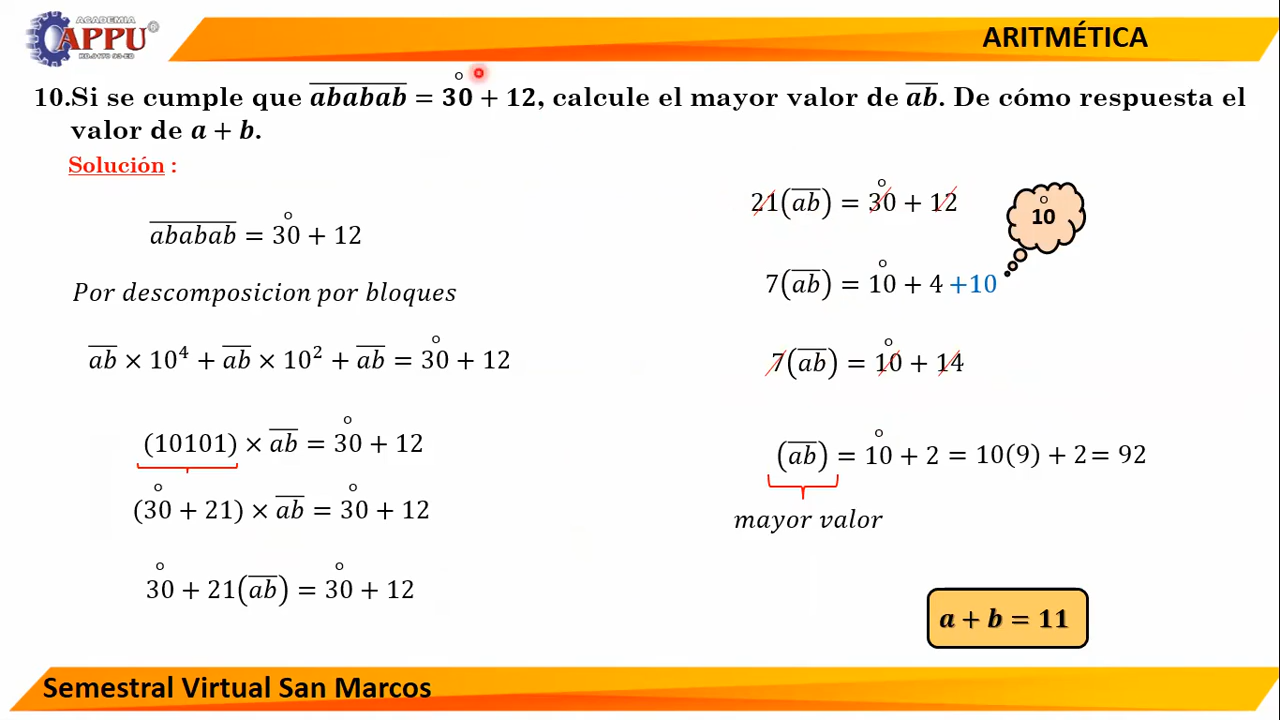 ACADEMIA
APPU
ARITMÉTICA
10.Si se cumple que ababab = 30 + 12, calcule el mayor valor de ab. De cómo respuesta el
valor de a + b.
Solución :
ababab = 30 + 12
Por descomposicion por bloques
ab × 10⁴ + ab × 10² + ab = 30 + 12
(10101) × ab = 30 + 12
(30 + 21) × ab = 30 + 12
30 + 21(ab) = 30 + 12
21(ab) = 30 + 12
10
7(ab) = 10 + 4 +10
7(ab) = 10 + 14
(ab) = 10 + 2 = 10(9) + 2 = 92
mayor valor
a + b = 11
Semestral Virtual San Marcos